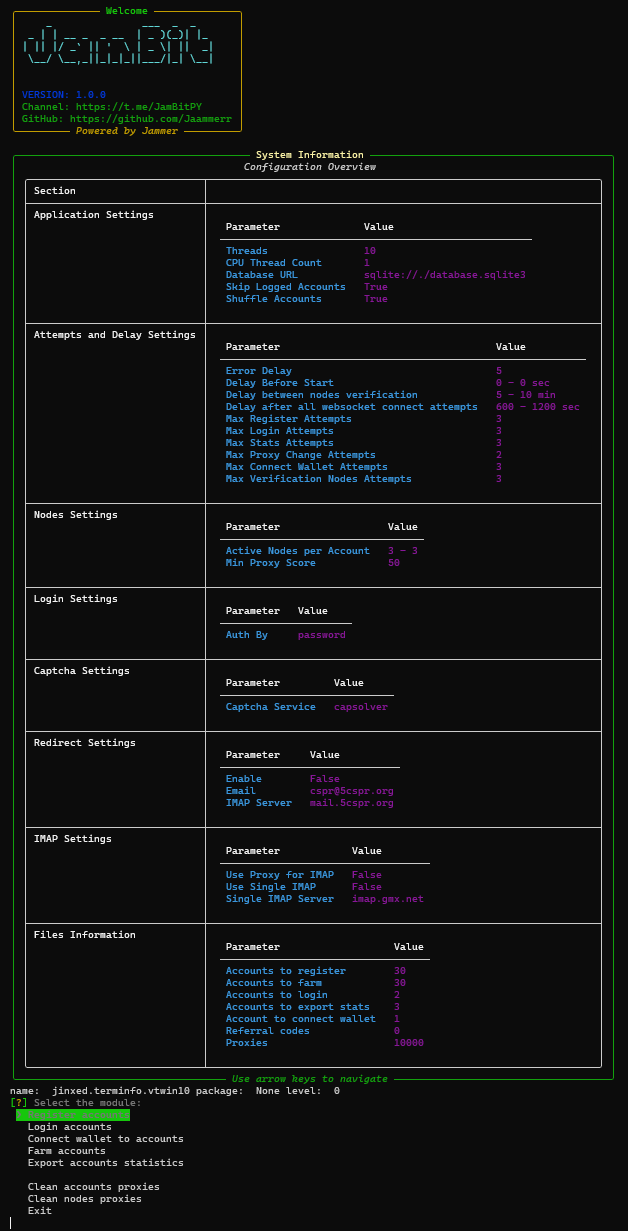 Welcome
JamBit
VERSION: 1.0.0
Channel: https://t.me/JamBitPY
GitHub: https://github.com/Jaammerr
Powered by Jammer
System Information
Configuration Overview
Section
Application Settings
Parameter Value
Threads 10
CPU Thread Count 1
Database URL sqlite://./database.sqlite3
Skip Logged Accounts True
Shuffle Accounts True
Attempts and Delay Settings
Parameter Value
Error Delay 5
Delay Before Start 0 - 0 sec
Delay between nodes verification 5 - 10 min
Delay after all websocket connect attempts 600 - 1200 sec
Max Register Attempts 3
Max Login Attempts 3
Max Stats Attempts 3
Max Proxy Change Attempts 2
Max Connect Wallet Attempts 3
Max Verification Nodes Attempts 3
Nodes Settings
Parameter Value
Active Nodes per Account 3 - 3
Min Proxy Score 50
Login Settings
Parameter Value
Auth By password
Captcha Settings
Parameter Value
Captcha Service capsolver
Redirect Settings
Parameter Value
Enable False
Email cspr@5cspr.org
IMAP Server mail.5cspr.org
IMAP Settings
Parameter Value
Use Proxy for IMAP False
Use Single IMAP False
Single IMAP Server imap.gmx.net
Files Information
Parameter Value
Accounts to register 30
Accounts to farm 30
Accounts to login 2
Accounts to export stats 3
Account to connect wallet 1
Referral codes 0
Proxies 10000
Use arrow keys to navigate
name: jinxed.terminfo.vtwin10 package: None level: 0
[?] Select the module:
Login accounts
Connect wallet to accounts
Farm accounts
Export accounts statistics
Clean accounts proxies
Clean nodes proxies
Exit